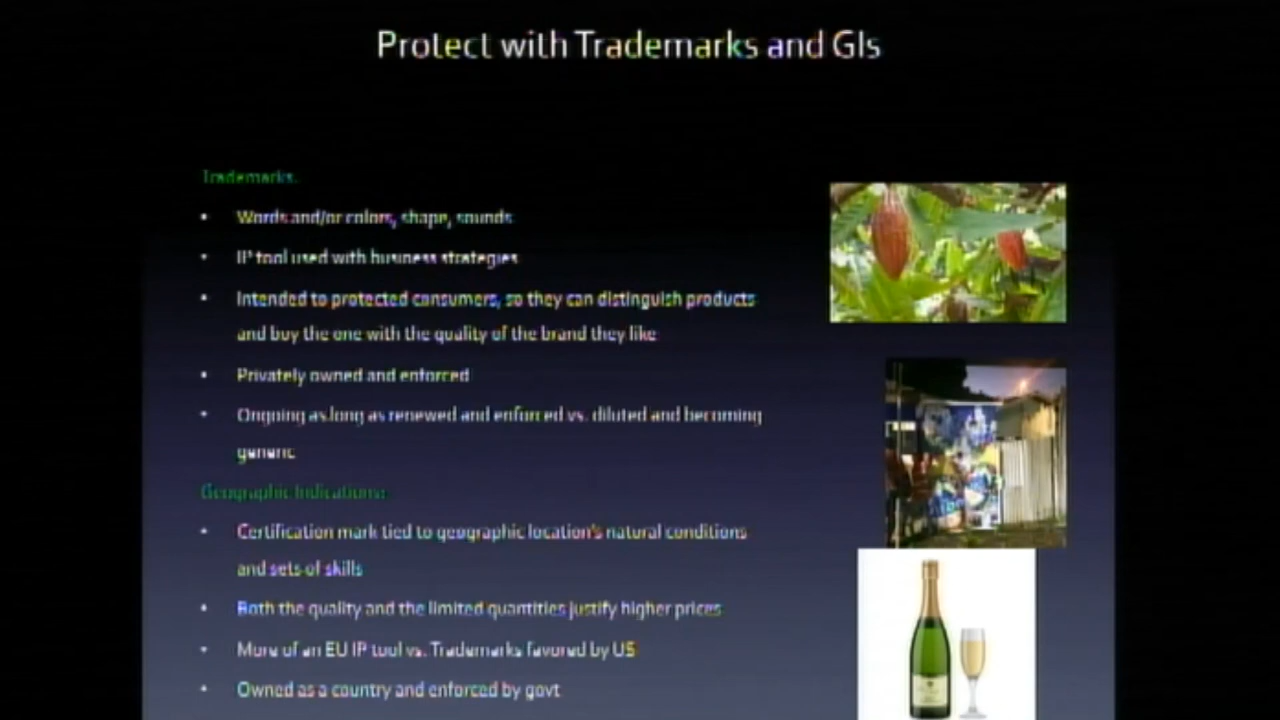 Protect with Trademarks and GIs
Trademarks:
• Words and/or colors, shape, sounds
• IP tool used with business strategies
• Intended to protected consumers, so they can distinguish products
and buy the one with the quality of the brand they like
• Privately owned and enforced
• Ongoing as long as renewed and enforced vs. diluted and becoming
generic
Geographic Indications:
• Certification mark tied to geographic location's natural conditions
and sets of skills
• Both the quality and the limited quantities justify higher prices
• More of an EU IP tool vs. Trademarks favored by US
• Owned as a country and enforced by govt